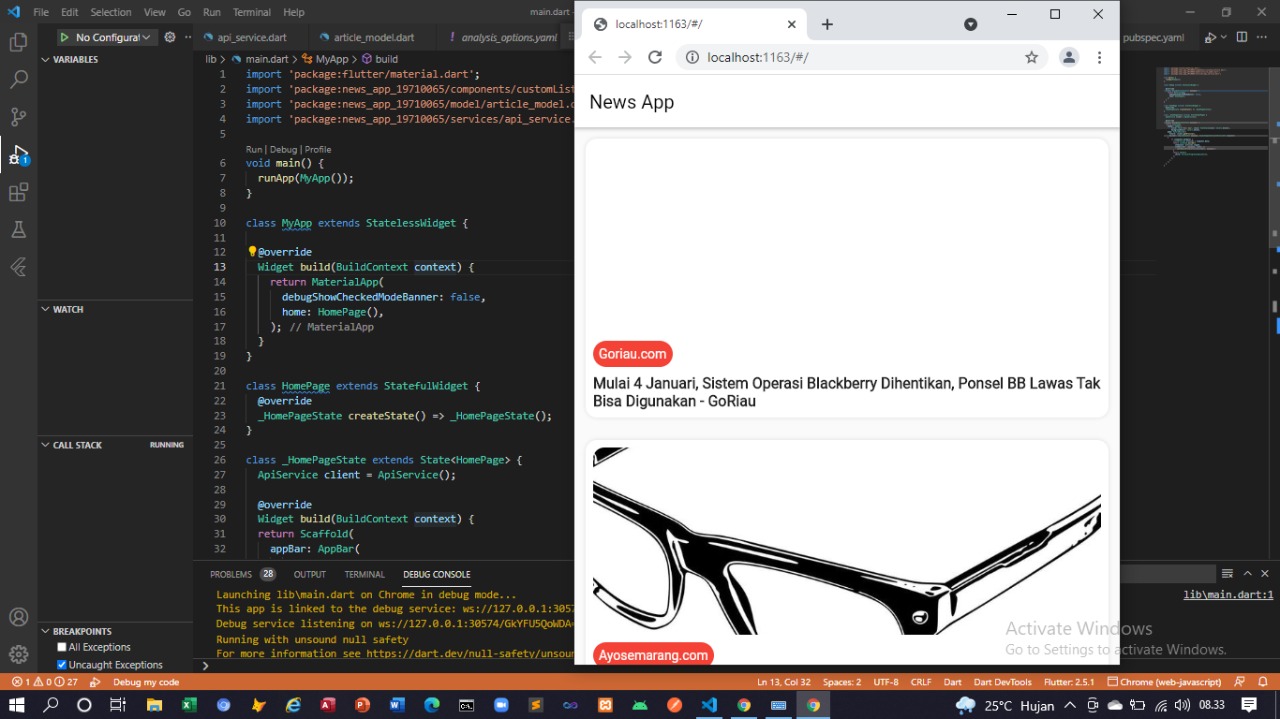 File Edit Selection View Go Run Terminal Help
main.dart -
No Configurat
api_service.dart
article_model.dart
analysis_options.yaml
pubspec.yaml
VARIABLES
WATCH
CALL STACK
RUNNING
BREAKPOINTS
All Exceptions
Uncaught Exceptions
1
lib > main.dart > MyApp > build
1 import 'package:flutter/material.dart';
2 import 'package:news_app_19710065/components/customList
3 import 'package:news_app_19710065/model/article_model.d
4 import 'package:news_app_19710065/services/api_service.
5
Run | Debug | Profile
6 void main() {
7 runApp(MyApp());
8 }
9
10 class MyApp extends StatelessWidget {
11
12 @override
13 Widget build(BuildContext context) {
14 return MaterialApp(
15 debugShowCheckedModeBanner: false,
16 home: HomePage(),
17 ); // MaterialApp
18 }
19 }
20
21 class HomePage extends StatefulWidget {
22 @override
23 _HomePageState createState() => _HomePageState();
24 }
25
26 class _HomePageState extends State<HomePage> {
27 ApiService client = ApiService();
28
29 @override
30 Widget build(BuildContext context) {
31 return Scaffold(
32 appBar: AppBar(
PROBLEMS 28 OUTPUT TERMINAL DEBUG CONSOLE
Launching lib\main.dart on Chrome in debug mode...
lib\main.dart:1
This app is linked to the debug service: ws://127.0.0.1:3057
Debug service listening on ws://127.0.0.1:30574/GkYFU5QoWDA
Running with unsound null safety
For more information see https://dart.dev/null-safety/unsoun
localhost:1163/#/
localhost:1163/#/
News App
Goriau.com
Mulai 4 Januari, Sistem Operasi Blackberry Dihentikan, Ponsel BB Lawas Tak
Bisa Digunakan - GoRiau
Ayosemarang.com
Activate Windows
Go to Settings to activate Windows.
1 0 27 Debug my code
Ln 13, Col 32 Spaces: 2 UTF-8 CRLF Dart Dart DevTools Flutter: 2.5.1 Chrome (web-javascript)
25°C Hujan
08.33